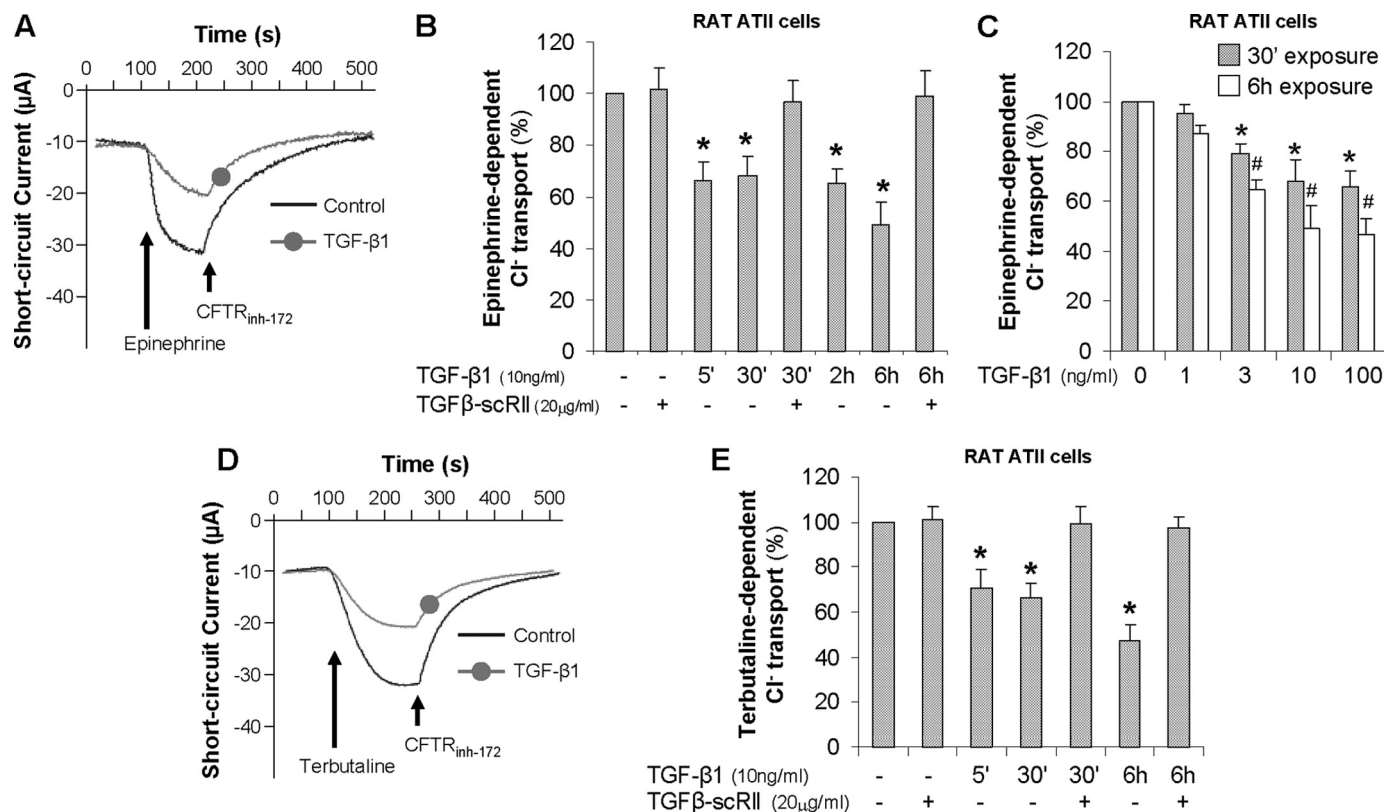 A
Time (s)
0 100 200 300 400 500
Short-circuit Current (µA)
0
-10
-20
-30
-40
Control
TGF-β1
CFTRinh-172
Epinephrine
B
RAT ATII cells
Epinephrine-dependent
Cl- transport (%)
120
100
80
60
40
20
0
* * * *
TGF-β1 (10ng/ml) - - 5' 30' 30' 2h 6h 6h
TGFβ-scRII (20µg/ml) - + - - + - - +
C
RAT ATII cells
30' exposure
6h exposure
Epinephrine-dependent
Cl- transport (%)
120
100
80
60
40
20
0
* * *
# # #
TGF-β1 (ng/ml) 0 1 3 10 100
D
Time (s)
0 100 200 300 400 500
Short-circuit Current (µA)
0
-10
-20
-30
-40
Control
TGF-β1
CFTRinh-172
Terbutaline
E
RAT ATII cells
Terbutaline-dependent
Cl- transport (%)
120
100
80
60
40
20
0
* * *
TGF-β1 (10ng/ml) - - 5' 30' 30' 6h 6h
TGFβ-scRII (20µg/ml) - + - - + - +